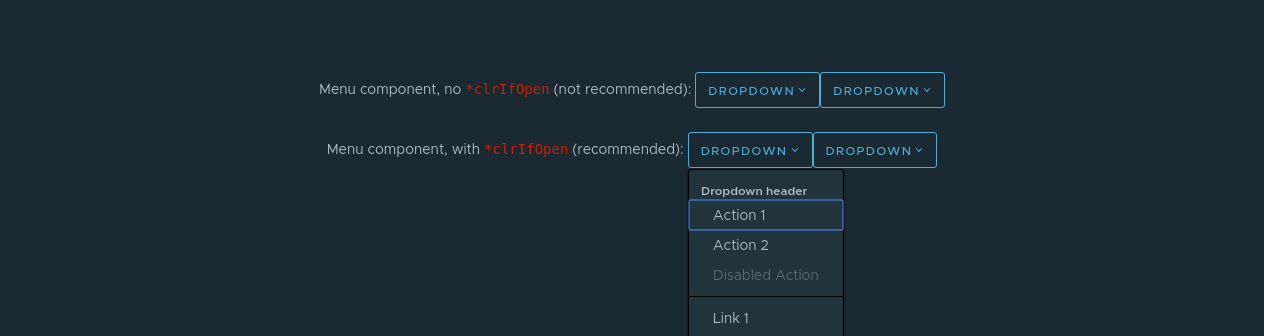 Menu component, no *clrIfOpen (not recommended): DROPDOWN DROPDOWN
Menu component, with *clrIfOpen (recommended): DROPDOWN DROPDOWN
Dropdown header
Action 1
Action 2
Disabled Action
Link 1